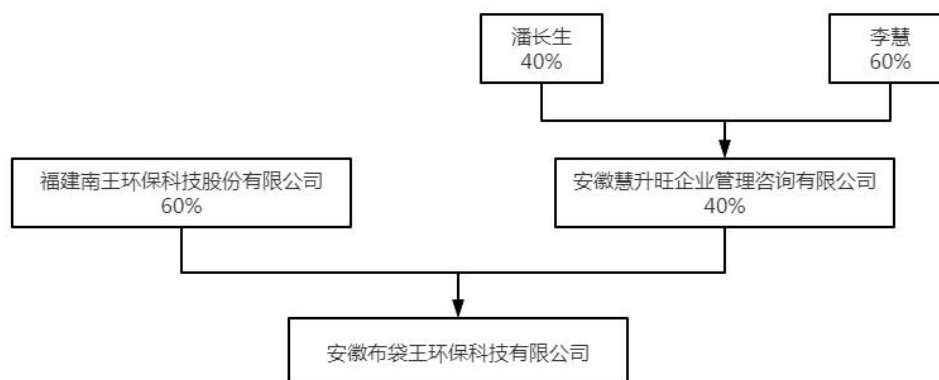 潘长生
40%
李慧
60%
福建南王环保科技股份有限公司
60%
安徽慧升旺企业管理咨询有限公司
40%
安徽布袋王环保科技有限公司